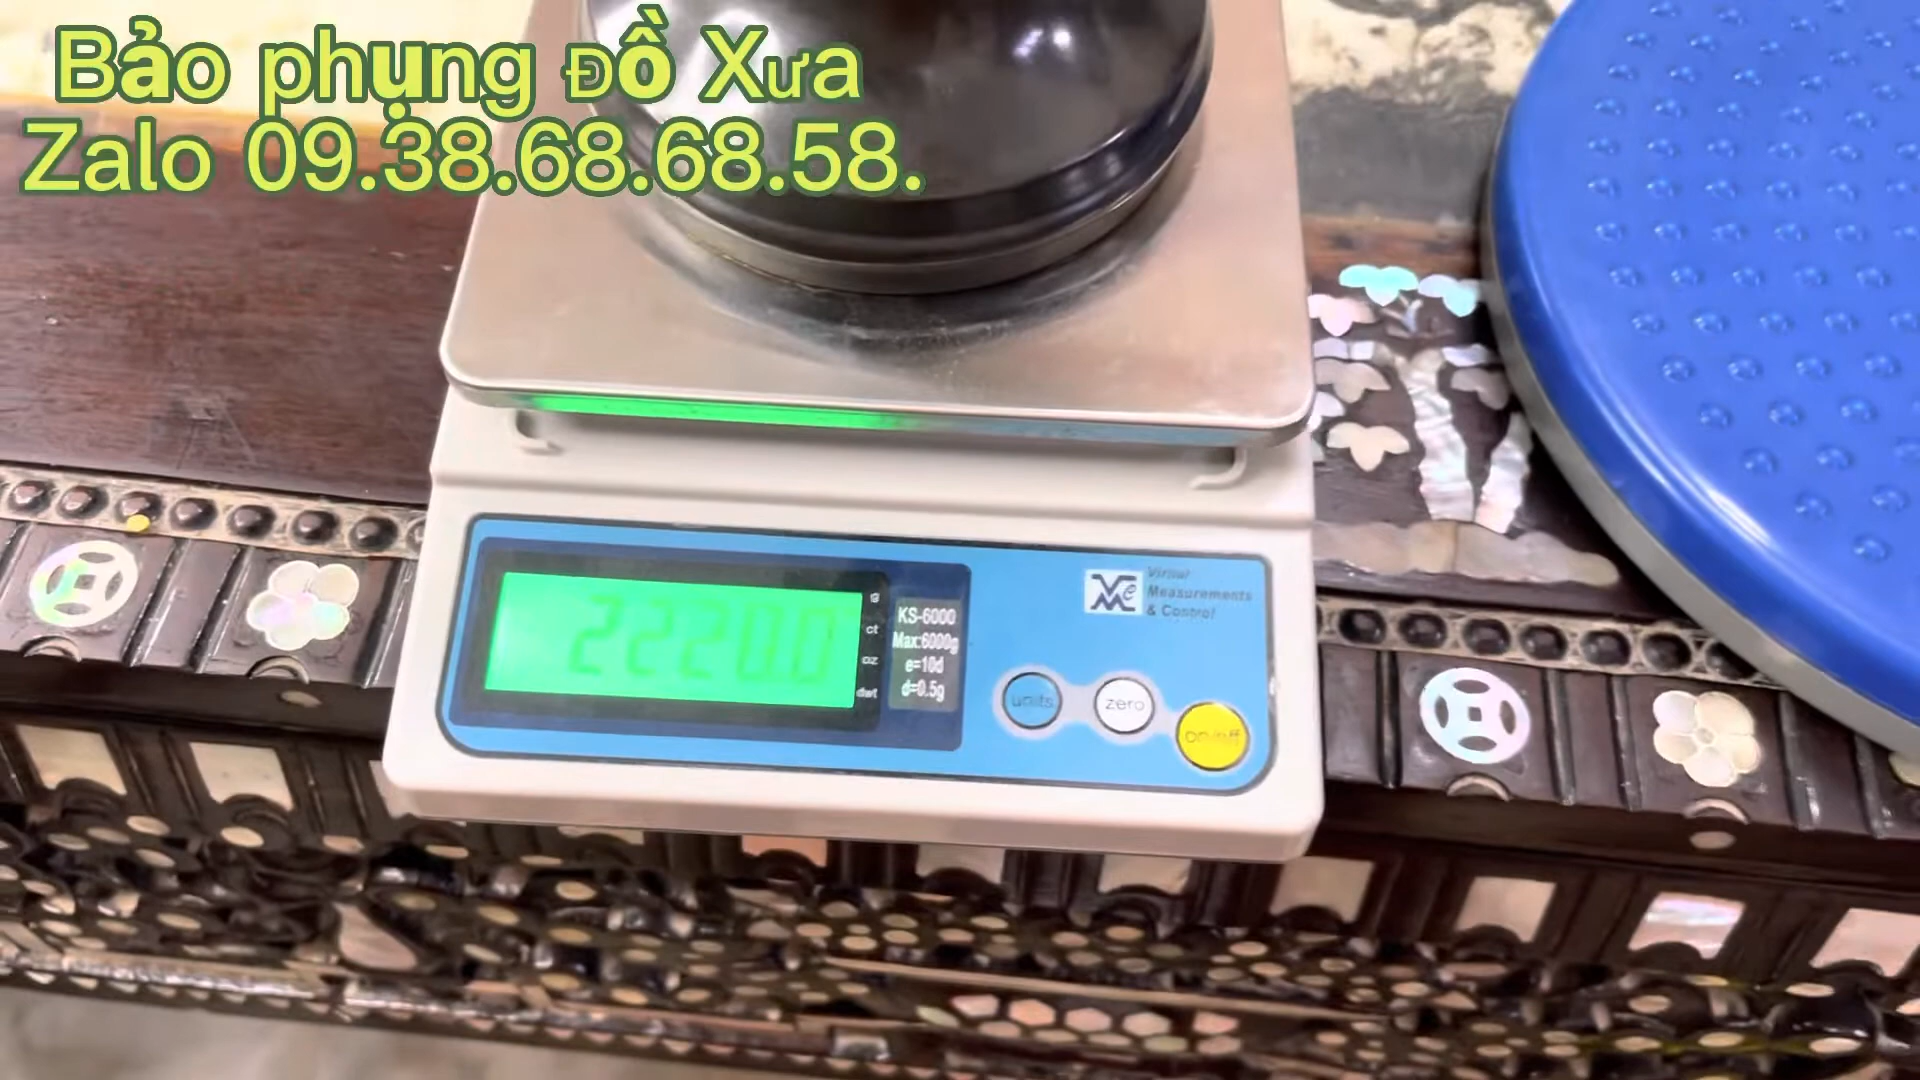 Bảo phụng Đồ Xưa
Zalo 09.38.68.68.58.
2220.0
g
ct
oz
dwt
KS-6000
Max:6000g
e=10d
d=0.5g
Measurements
& Control
units
zero
on/off